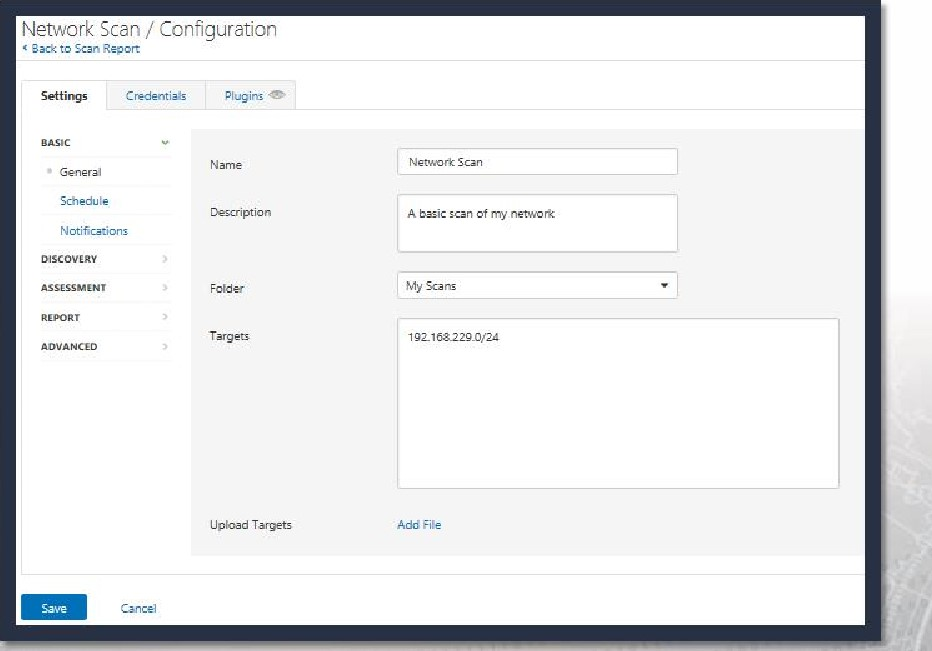 Network Scan / Configuration
Back to Scan Report
Settings Credentials Plugins
BASIC
General
Schedule
Notifications
DISCOVERY
ASSESSMENT
REPORT
ADVANCED
Name Network Scan
Description A basic scan of my network
Folder My Scans
Targets 192.168.229.0/24
Upload Targets Add File
Save Cancel